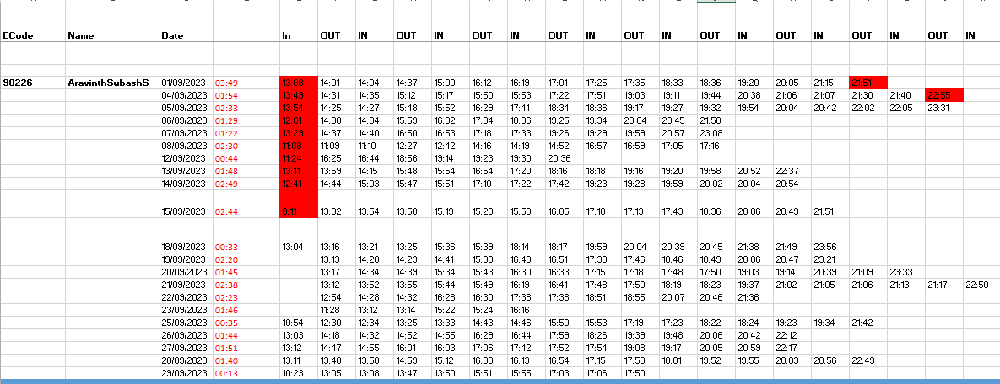 ECode Name Date In OUT IN OUT IN OUT IN OUT IN OUT IN OUT IN OUT IN OUT IN OUT IN
90226 AravinthSubashS 01/09/2023 03:49 13:08 14:01 14:04 14:37 15:00 16:12 16:19 17:01 17:25 17:35 18:33 18:36 19:20 20:05 21:15 21:51
04/09/2023 01:54 13:49 14:31 14:35 15:12 15:17 15:50 15:53 17:22 17:51 19:03 19:11 19:44 20:38 21:06 21:07 21:30 21:40 22:55
05/09/2023 02:33 13:54 14:25 14:27 15:48 15:52 16:29 17:41 18:34 18:36 19:17 19:27 19:32 19:54 20:04 20:42 22:02 22:05 23:31
06/09/2023 01:29 12:01 14:00 14:04 15:59 16:02 17:34 18:06 19:25 19:34 20:04 20:45 21:50
07/09/2023 01:22 13:29 14:37 14:40 16:50 16:53 17:18 17:33 19:26 19:29 19:59 20:57 23:08
08/09/2023 02:30 11:08 11:09 11:10 12:27 12:42 14:16 14:19 14:52 16:57 16:59 17:05 17:16
12/09/2023 00:44 11:24 16:25 16:44 18:56 19:14 19:23 19:30 20:36
13/09/2023 01:48 13:11 13:59 14:15 15:48 15:54 16:54 17:20 18:16 18:18 19:16 19:20 19:58 20:52 22:37
14/09/2023 02:49 12:41 14:44 15:03 15:47 15:51 17:10 17:22 17:42 19:23 19:28 19:59 20:02 20:04 20:54
15/09/2023 02:44 0:11 13:02 13:54 13:58 15:19 15:23 15:50 16:05 17:10 17:13 17:43 18:36 20:06 20:49 21:51
18/09/2023 00:33 13:04 13:16 13:21 13:25 15:36 15:39 18:14 18:17 19:59 20:04 20:39 20:45 21:38 21:49 23:56
19/09/2023 02:20 13:13 14:20 14:23 14:41 15:00 16:48 16:51 17:39 17:46 18:46 18:49 20:06 20:47 23:21
20/09/2023 01:45 13:17 14:34 14:39 15:34 15:43 16:30 16:33 17:15 17:18 17:48 17:50 19:03 19:14 20:39 21:09 23:33
21/09/2023 02:38 13:12 13:52 13:55 15:44 15:49 16:19 16:41 17:48 17:50 18:19 18:23 19:37 21:02 21:05 21:06 21:13 21:17 22:50
22/09/2023 02:23 12:54 14:28 14:32 16:26 16:30 17:36 17:38 18:51 18:55 20:07 20:46 21:36
23/09/2023 01:46 11:28 13:12 13:14 15:22 15:24 16:16
25/09/2023 00:35 10:54 12:30 12:34 13:25 13:33 14:43 14:46 15:50 15:53 17:19 17:23 18:22 18:24 19:23 19:34 21:42
26/09/2023 01:44 13:03 14:18 14:32 14:52 14:55 16:29 16:44 17:59 18:26 19:39 19:48 20:06 20:42 22:12
27/09/2023 01:51 13:12 14:47 14:55 16:01 16:03 17:06 17:42 17:52 17:54 19:08 19:17 20:05 20:59 22:17
28/09/2023 01:40 13:11 13:48 13:50 14:59 15:12 16:08 16:13 16:54 17:15 17:58 18:01 19:52 19:55 20:03 20:56 22:49
29/09/2023 00:13 10:23 13:05 13:08 13:47 13:50 15:51 15:55 17:03 17:06 17:50